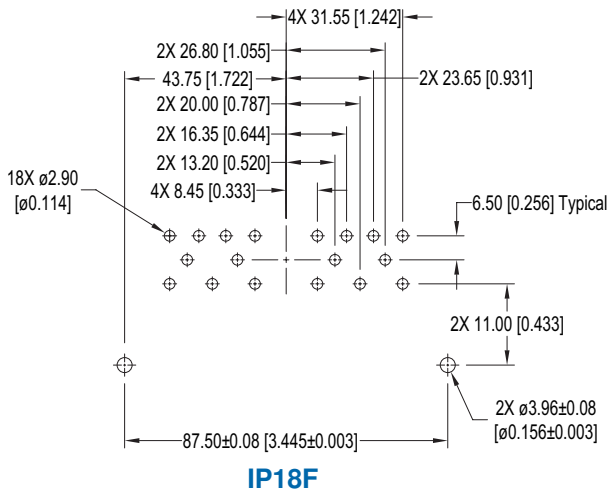 4X 31.55 [1.242]
2X 26.80 [1.055]
43.75 [1.722]
2X 23.65 [0.931]
2X 20.00 [0.787]
2X 16.35 [0.644]
2X 13.20 [0.520]
18X ø2.90
[ø0.114]
4X 8.45 [0.333]
6.50 [0.256] Typical
2X 11.00 [0.433]
2X ø3.96±0.08
[ø0.156±0.003]
87.50±0.08 [3.445±0.003]
IP18F